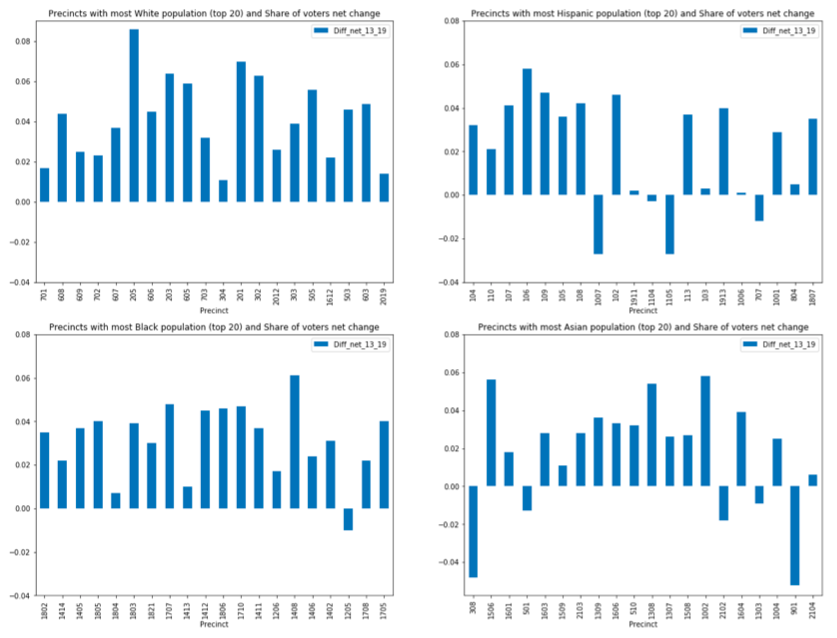 Precincts with most White population (top 20) and Share of voters net change
Diff_net_13_19
0.08
0.06
0.04
0.02
0.00
−0.02
−0.04
701 608 609 702 607 205 606 203 605 703 304 201 302 2012 303 505 1612 503 603 2019
Precinct
Precincts with most Hispanic population (top 20) and Share of voters net change
Diff_net_13_19
0.08
0.06
0.04
0.02
0.00
−0.02
−0.04
104 110 107 106 109 105 108 1007 102 1911 1104 1105 113 103 1913 1006 707 1001 804 1807
Precinct
Precincts with most Black population (top 20) and Share of voters net change
Diff_net_13_19
0.08
0.06
0.04
0.02
0.00
−0.02
−0.04
1802 1414 1405 1805 1804 1803 1821 1707 1413 1412 1806 1710 1411 1206 1408 1406 1402 1205 1708 1705
Precinct
Precincts with most Asian population (top 20) and Share of voters net change
Diff_net_13_19
0.08
0.06
0.04
0.02
0.00
−0.02
−0.04
308 1506 1601 501 1603 1509 2103 1309 1606 510 1308 1307 1508 1002 2102 1604 1303 1004 901 2104
Precinct